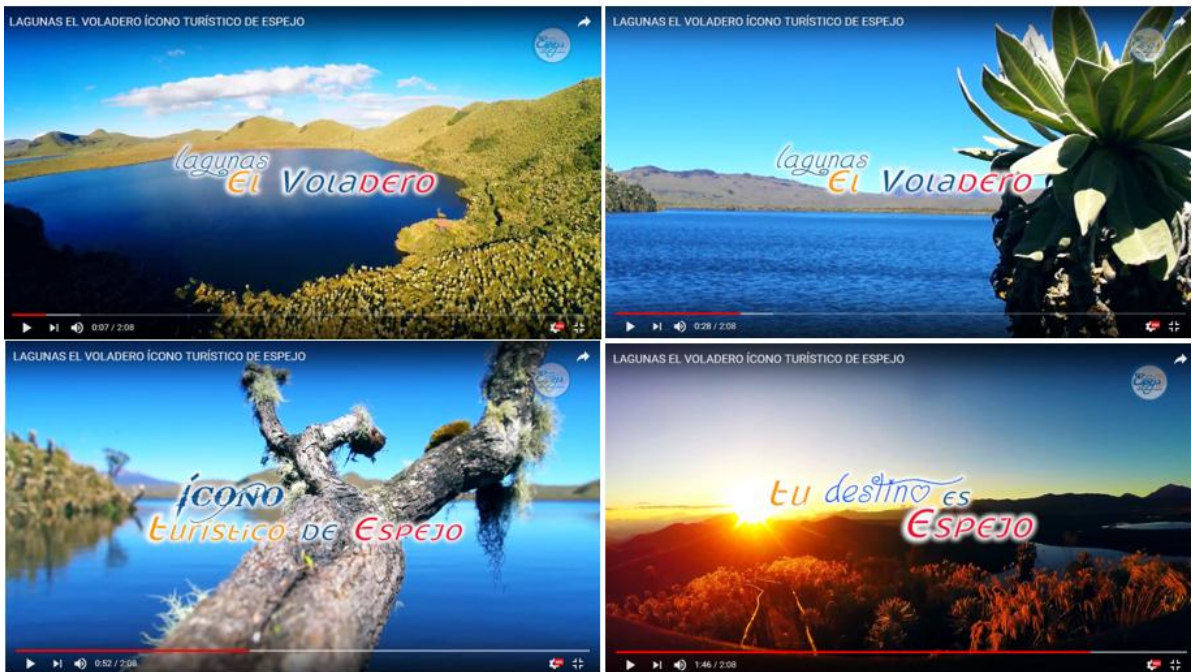 LAGUNAS EL VOLADERO ÍCONO TURÍSTICO DE ESPEJO
lagunas
El Voladero
0:07 / 2:08
LAGUNAS EL VOLADERO ÍCONO TURÍSTICO DE ESPEJO
lagunas
El Voladero
0:28 / 2:08
LAGUNAS EL VOLADERO ÍCONO TURÍSTICO DE ESPEJO
ÍCONO
turístico de Espejo
0:52 / 2:08
LAGUNAS EL VOLADERO ÍCONO TURÍSTICO DE ESPEJO
tu destino es
Espejo
1:46 / 2:08